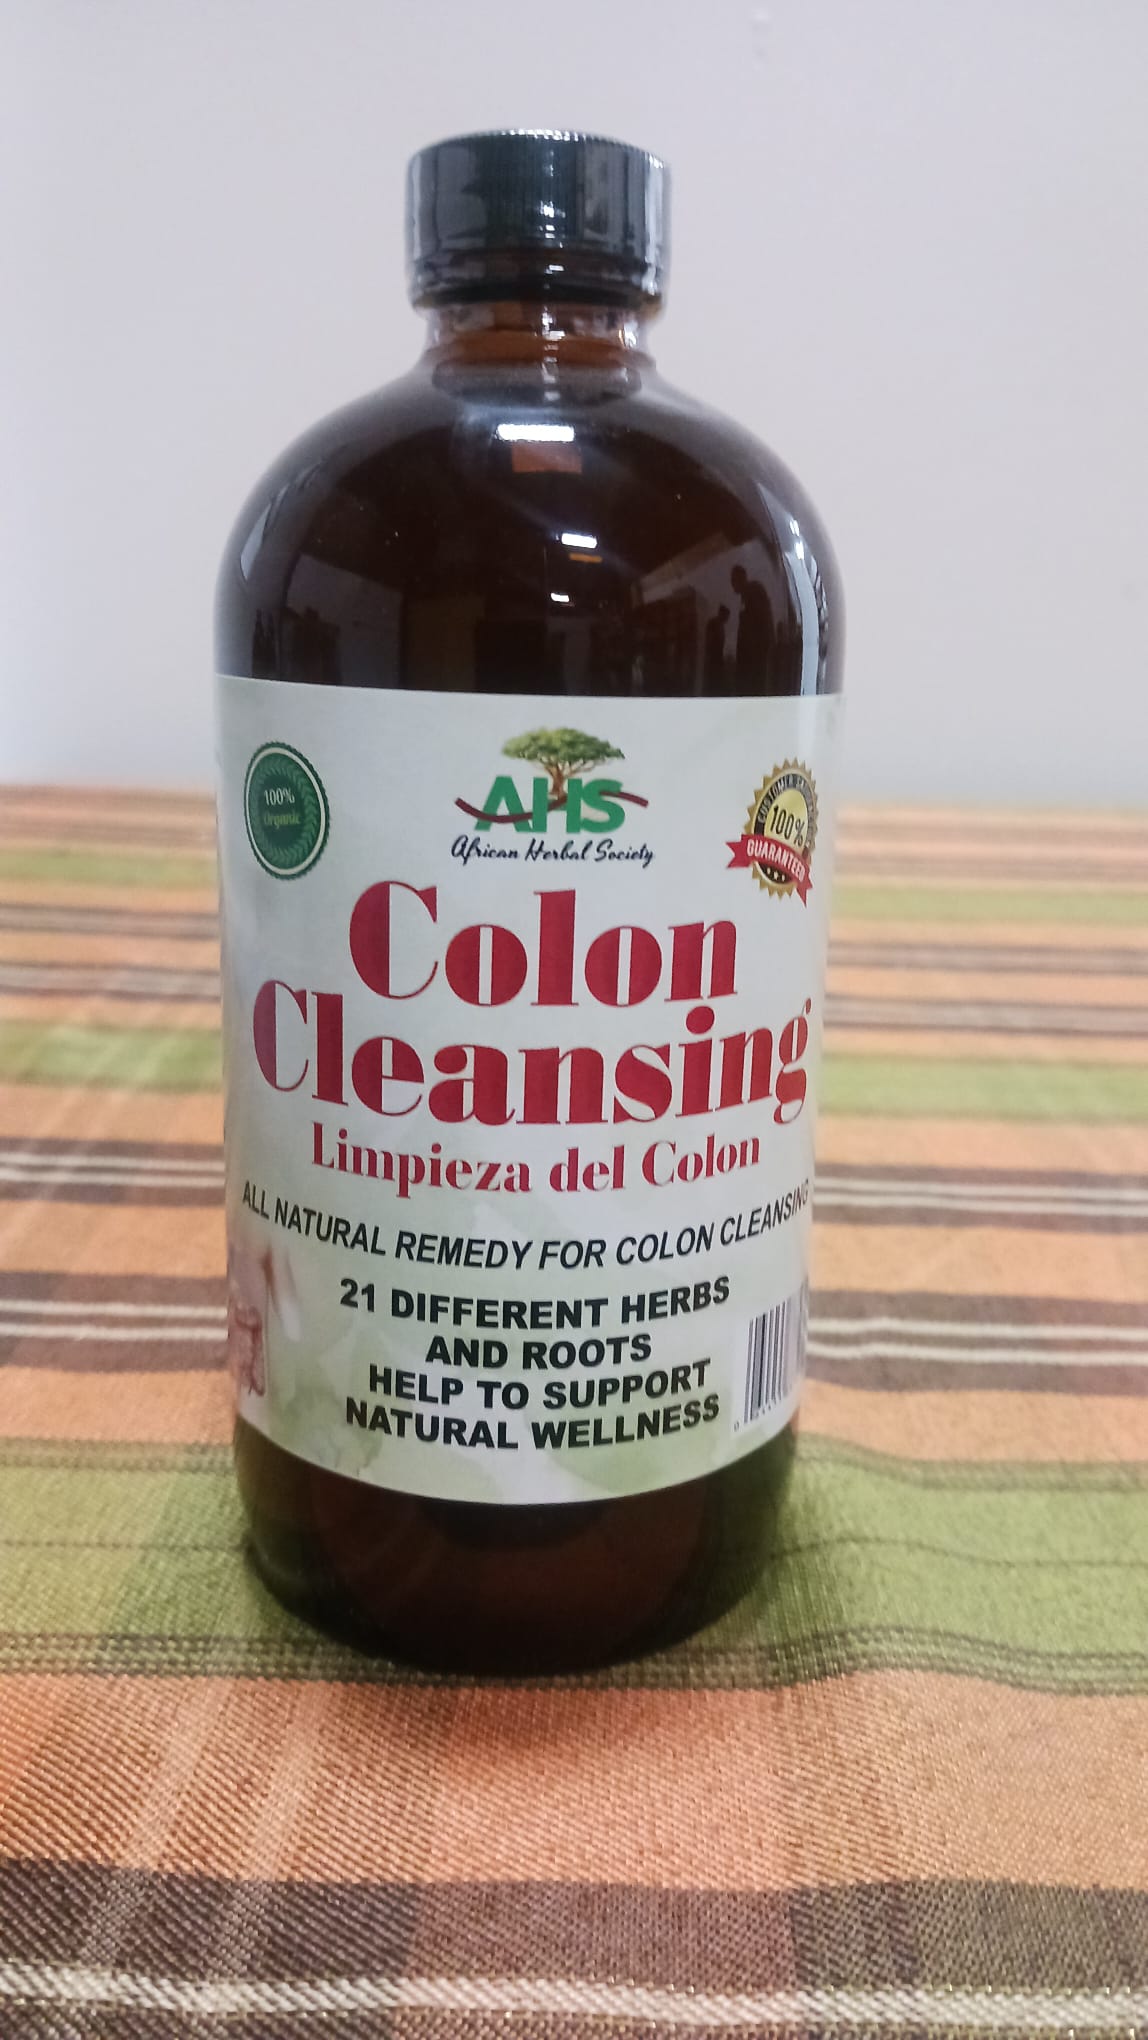 100%
Organic
AHS
African Herbal Society
CUSTOMER
100%
GUARANTEED
Colon
Cleansing
Limpieza del Colon
ALL NATURAL REMEDY FOR COLON CLEANSING
21 DIFFERENT HERBS
AND ROOTS
HELP TO SUPPORT
NATURAL WELLNESS